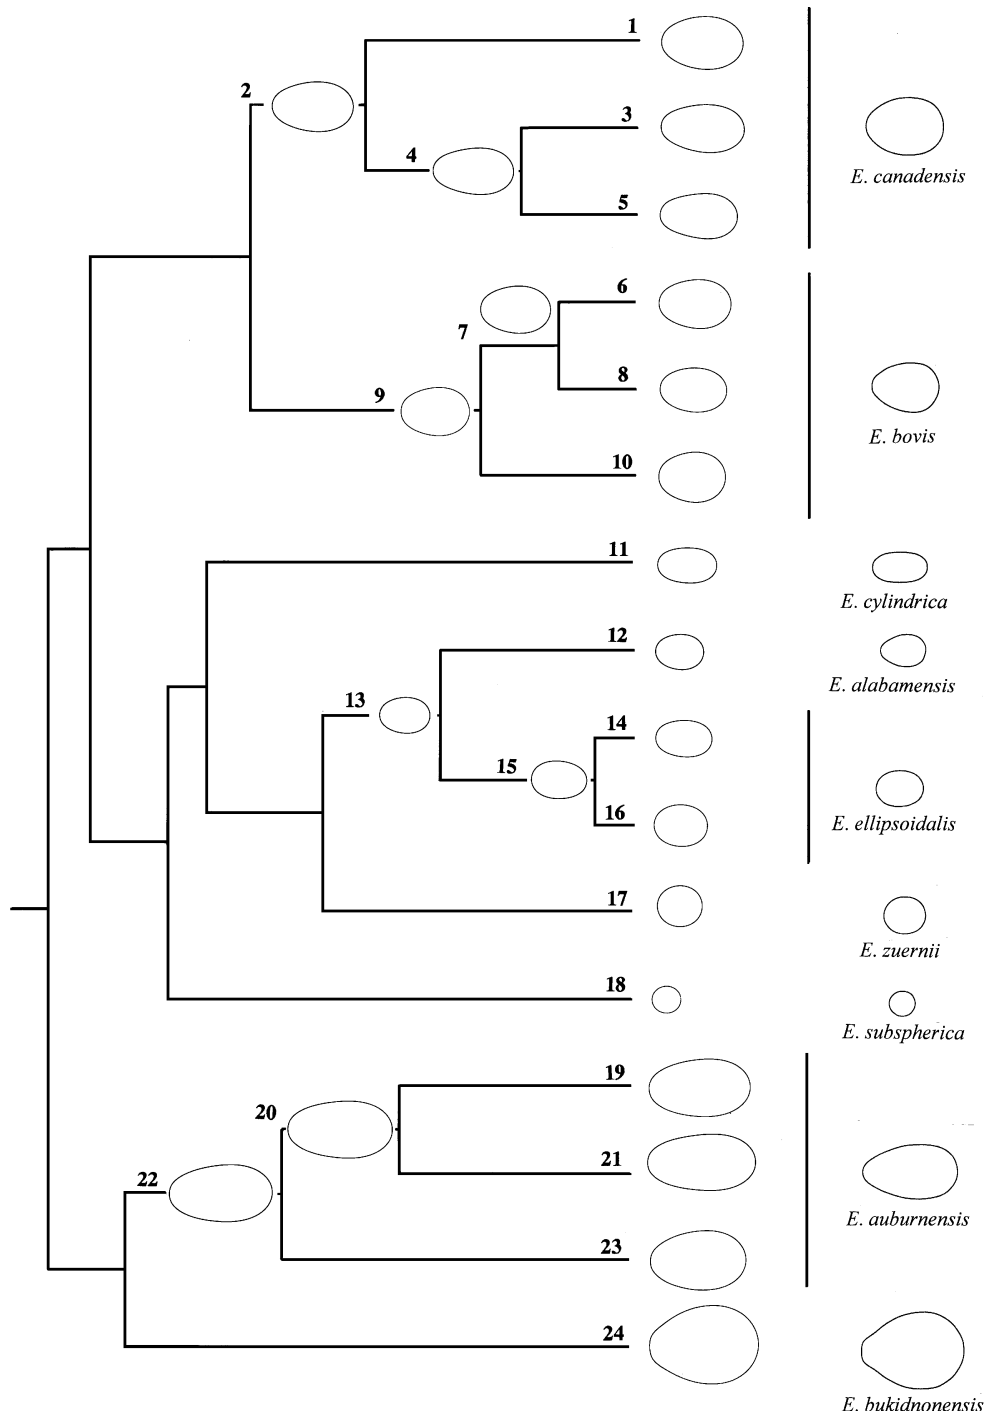 1
2
3
E. canadensis
4
5
6
7
8
9
E. bovis
10
11
E. cylindrica
12
E. alabamensis
13
14
15
16
E. ellipsoidalis
17
E. zuernii
18
E. subspherica
19
20
21
22
E. auburnensis
23
24
E. bukidnonensis